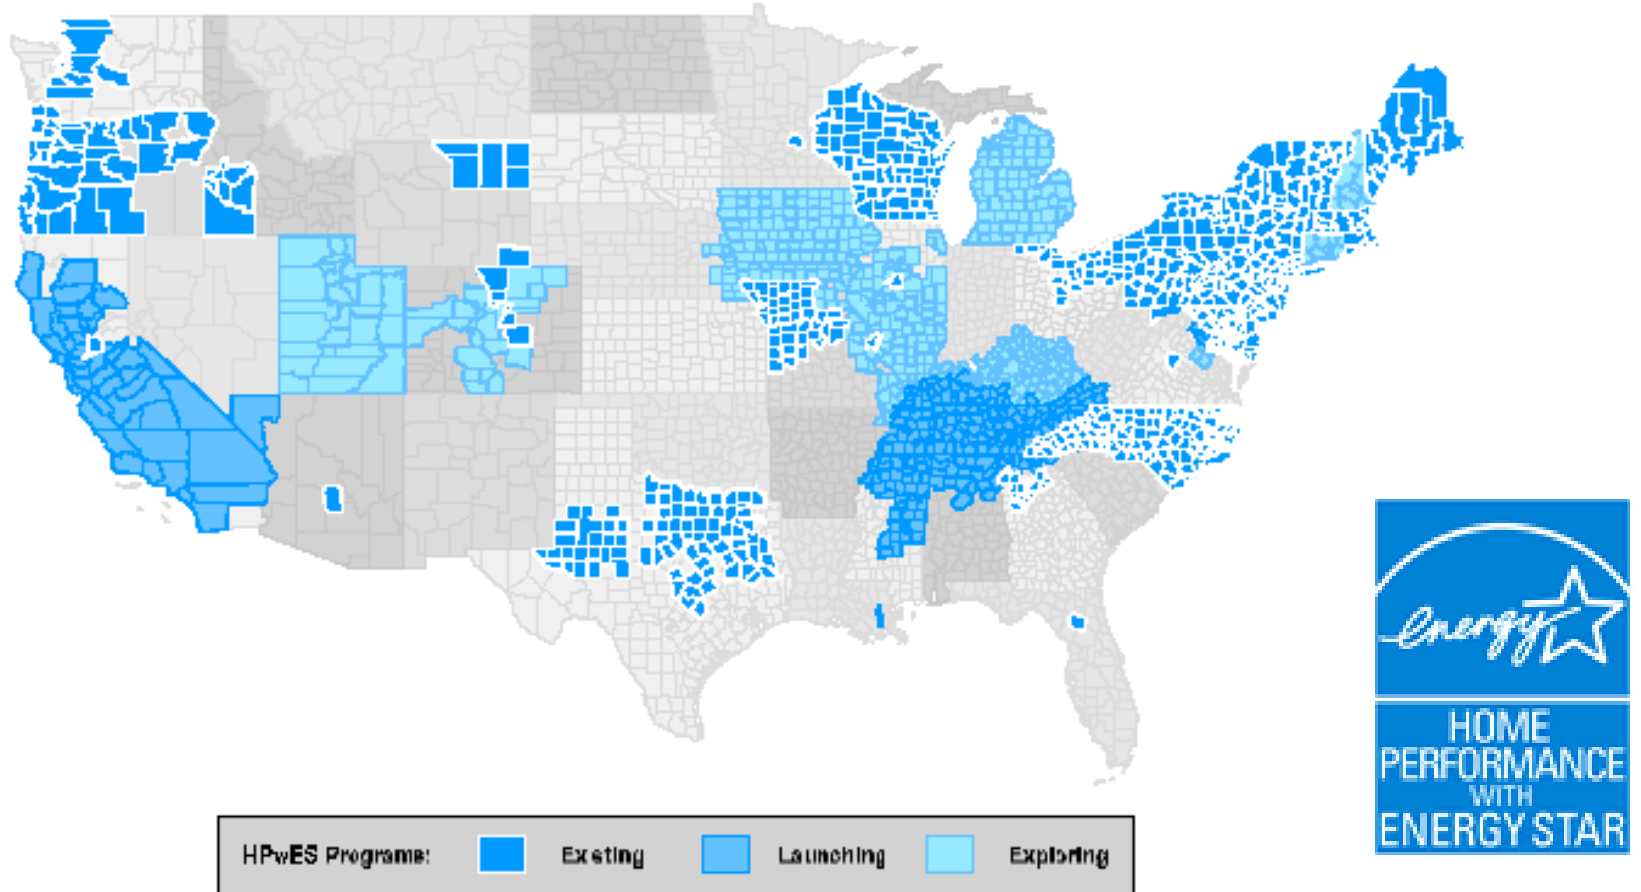 energy
HPwES Programs: Existing Launching Exploring
HOME
PERFORMANCE
WITH
ENERGY STAR